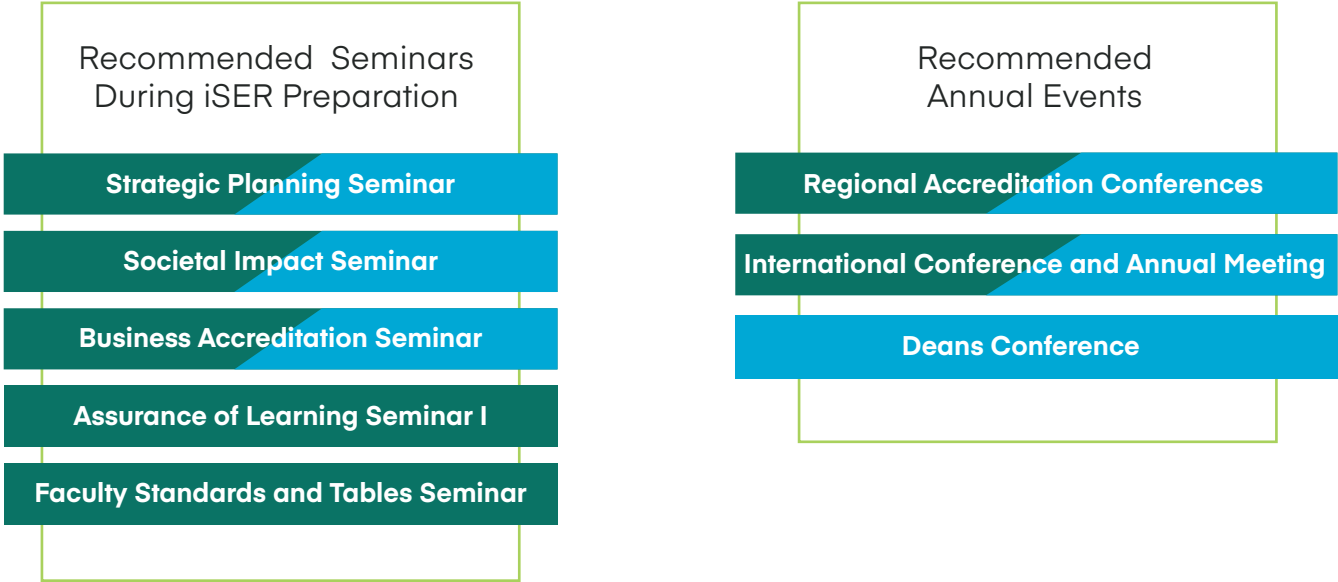 Recommended Seminars
During iSER Preparation
Strategic Planning Seminar
Societal Impact Seminar
Business Accreditation Seminar
Assurance of Learning Seminar I
Faculty Standards and Tables Seminar
Recommended
Annual Events
Regional Accreditation Conferences
International Conference and Annual Meeting
Deans Conference